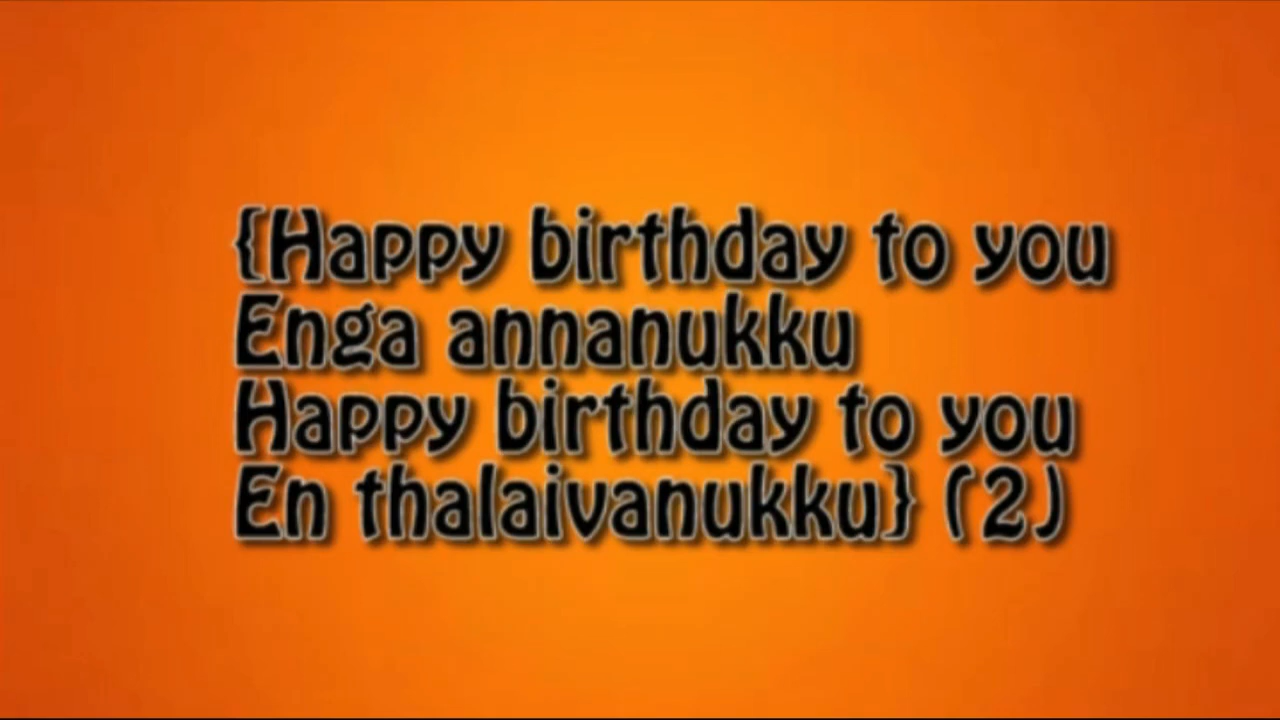 {Happy birthday to you
Enga annanukku
Happy birthday to you
En thalaivanukku} (2)